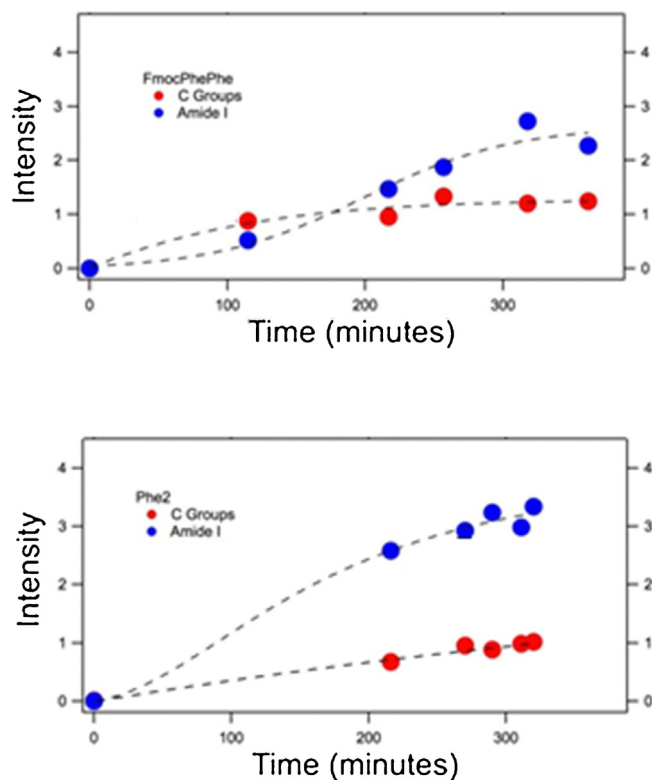 Intensity
4 4
3 3
2 2
1 1
0 0
FmocPhePhe
C Groups
Amide I
0 100 200 300
Time (minutes)
Intensity
4 4
3 3
2 2
1 1
0 0
Phe2
C Groups
Amide I
0 100 200 300
Time (minutes)